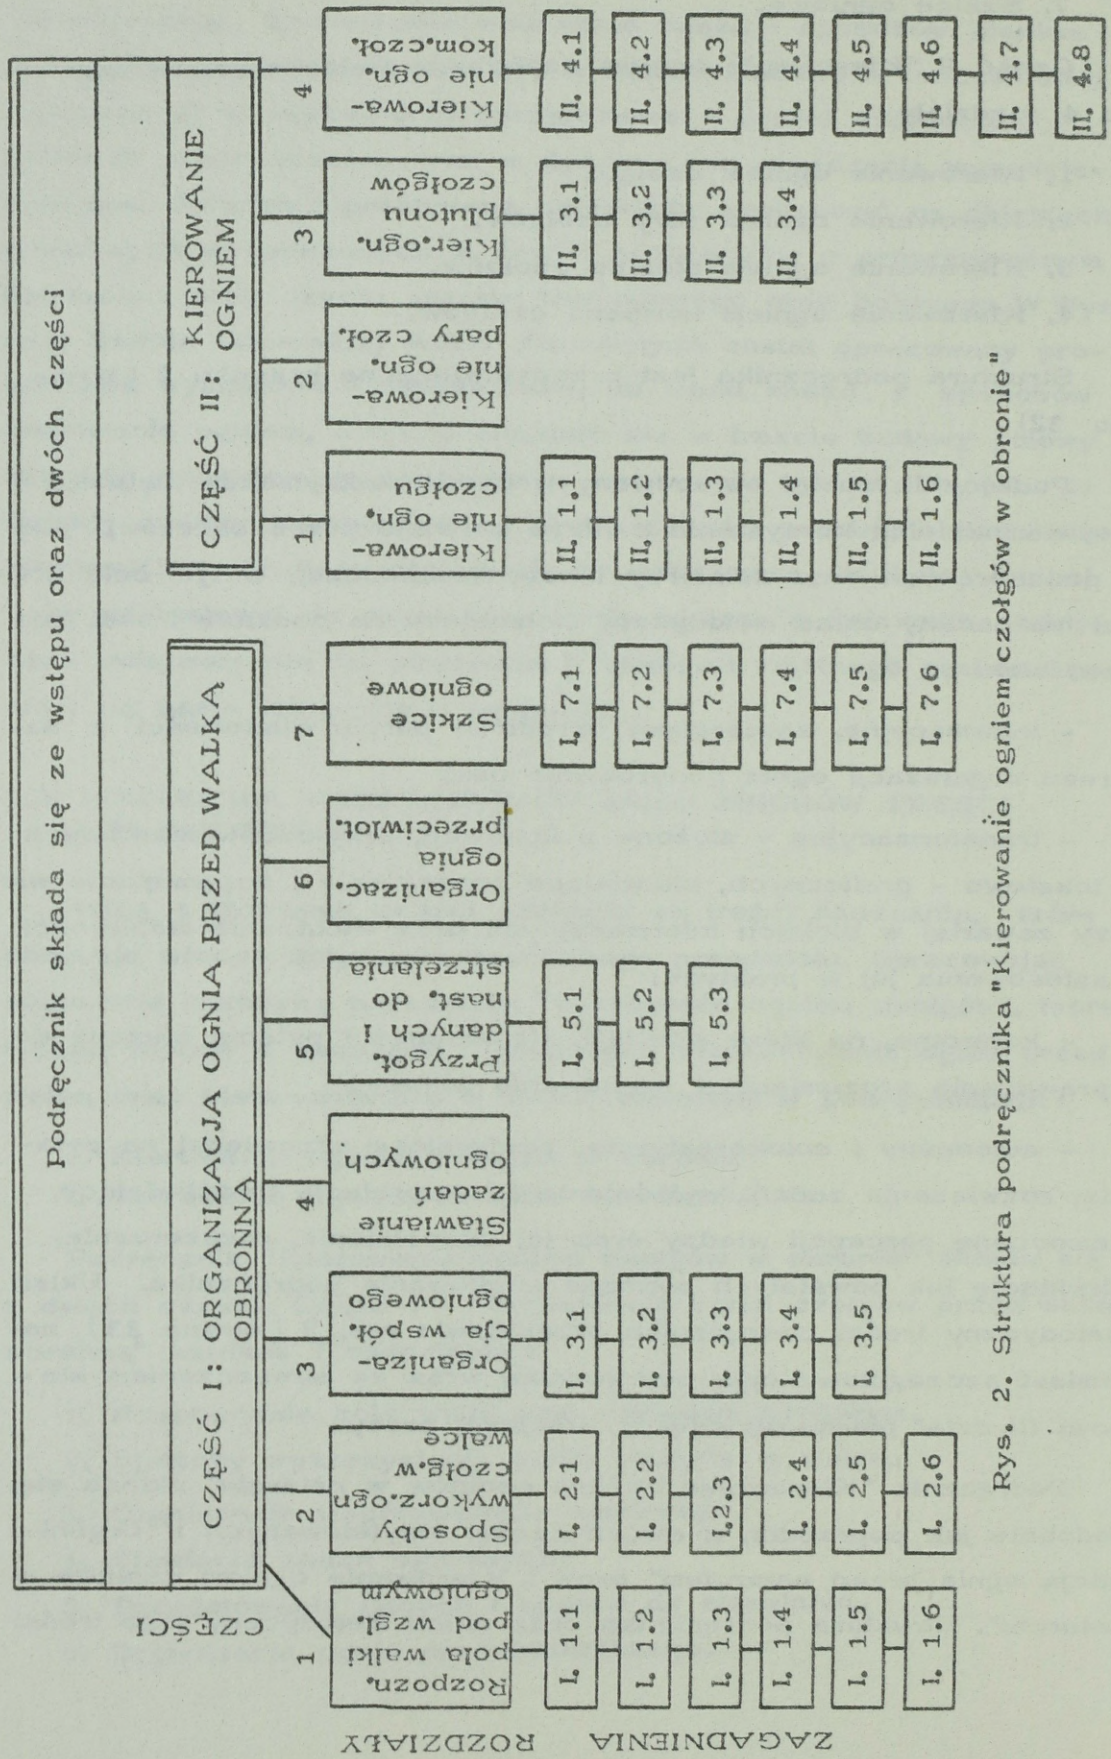 Podręcznik składa się ze wstępu oraz dwóch części
CZĘŚCI
CZĘŚĆ I: ORGANIZACJA OGNIA PRZED WALKĄ
OBRONNĄ
CZĘŚĆ II: KIEROWANIE
OGNIEM
ROZDZIAŁY
1
Rozpozn.
pola walki
pod wzgl.
ogniowym
2
Sposoby
wykorz.ogn
czołg.w
walce
3
Organiza-
cja współ.
ogniowego
4
Stawianie
zadań
ogniowych
5
Przygot.
danych i
nast. do
strzelania
6
Organizac.
ognia
przeciwlot.
7
Szkice
ogniowe
1
Kierowa-
nie ogn.
czołgu
2
Kierowa-
nie ogn.
pary czoł.
3
Kier.ogn.
plutonu
czołgów
4
Kierowa-
nie ogn.
kom.czoł.
ZAGADNIENIA
I. 1.1
I. 1.2
I. 1.3
I. 1.4
I. 1.5
I. 1.6
I. 2.1
I. 2.2
I.2.3
I. 2.4
I. 2.5
I. 2.6
I. 3.1
I. 3.2
I. 3.3
I. 3.4
I. 3.5
I. 5.1
I. 5.2
I. 5.3
I. 7.1
I. 7.2
I. 7.3
I. 7.4
I. 7.5
I. 7.6
II. 1.1
II. 1.2
II. 1.3
II. 1.4
II. 1.5
II. 1.6
II. 3.1
II. 3.2
II. 3.3
II. 3.4
II. 4.1
II. 4.2
II. 4.3
II. 4.4
II. 4.5
II. 4.6
II. 4.7
II. 4.8
Rys. 2. Struktura podręcznika "Kierowanie ogniem czołgów w obronie"